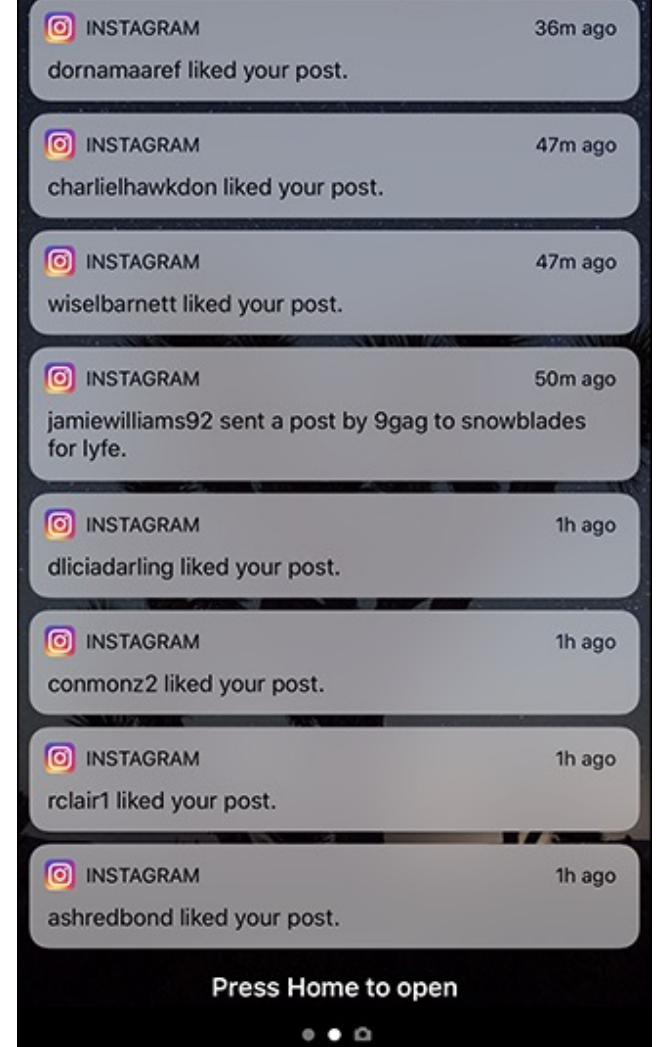 INSTAGRAM 36m ago
dornamaaref liked your post.
INSTAGRAM 47m ago
charlielhawkdon liked your post.
INSTAGRAM 47m ago
wiselbarnett liked your post.
INSTAGRAM 50m ago
jamiewilliams92 sent a post by 9gag to snowblades
for lyfe.
INSTAGRAM 1h ago
dliciadarling liked your post.
INSTAGRAM 1h ago
conmonz2 liked your post.
INSTAGRAM 1h ago
rclair1 liked your post.
INSTAGRAM 1h ago
ashredbond liked your post.
Press Home to open